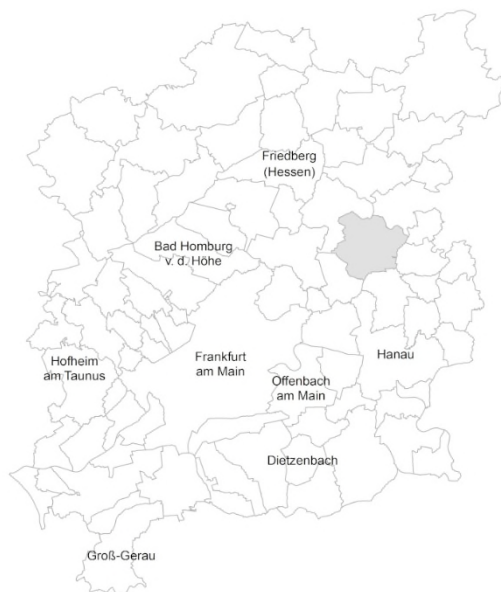 Friedberg
(Hessen)
Bad Homburg
v. d. Höhe
Hofheim
am Taunus
Frankfurt
am Main
Hanau
Offenbach
am Main
Dietzenbach
Groß-Gerau